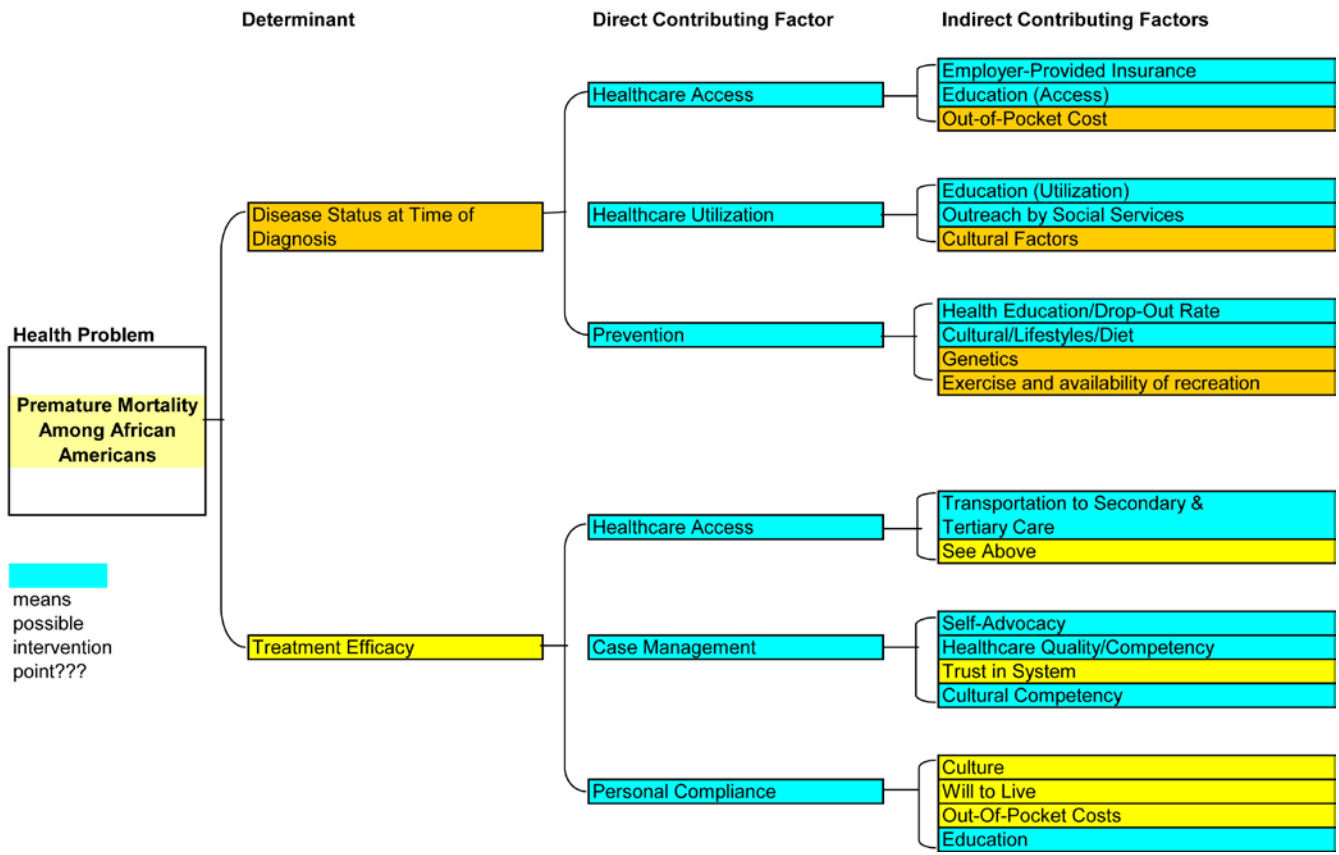 Determinant
Direct Contributing Factor
Indirect Contributing Factors
Healthcare Access
Employer-Provided Insurance
Education (Access)
Out-of-Pocket Cost
Disease Status at Time of
Diagnosis
Healthcare Utilization
Education (Utilization)
Outreach by Social Services
Cultural Factors
Prevention
Health Education/Drop-Out Rate
Cultural/Lifestyles/Diet
Genetics
Exercise and availability of recreation
Health Problem
Premature Mortality
Among African
Americans
means
possible
intervention
point???
Healthcare Access
Transportation to Secondary &
Tertiary Care
See Above
Treatment Efficacy
Case Management
Self-Advocacy
Healthcare Quality/Competency
Trust in System
Cultural Competency
Personal Compliance
Culture
Will to Live
Out-Of-Pocket Costs
Education